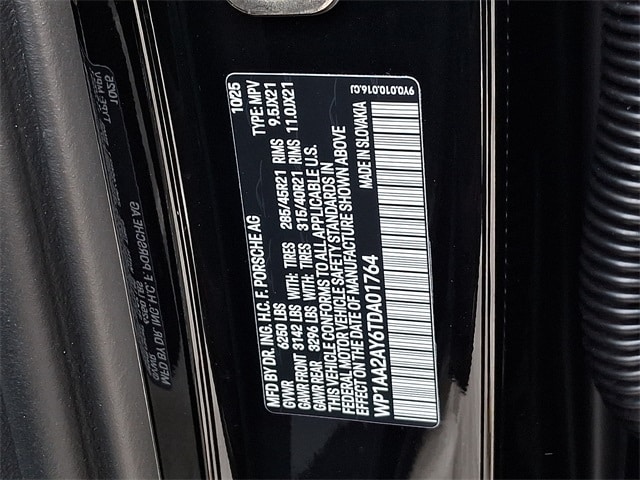 MFD BY DR. ING. H.C. F. PORSCHE AG 10/25
GVWR 6250 LBS TYPE: MPV
GAWR FRONT 3142 LBS WITH: TIRES 285/45R21 RIMS 9.5JX21
GAWR REAR 3296 LBS WITH: TIRES 315/40R21 RIMS 11.0JX21
THIS VEHICLE CONFORMS TO ALL APPLICABLE U.S.
FEDERAL MOTOR VEHICLE SAFETY STANDARDS IN
EFFECT ON THE DATE OF MANUFACTURE SHOWN ABOVE
MADE IN SLOVAKIA
WP1AA2AY6TDA01764
9Y0.010.016.CJ